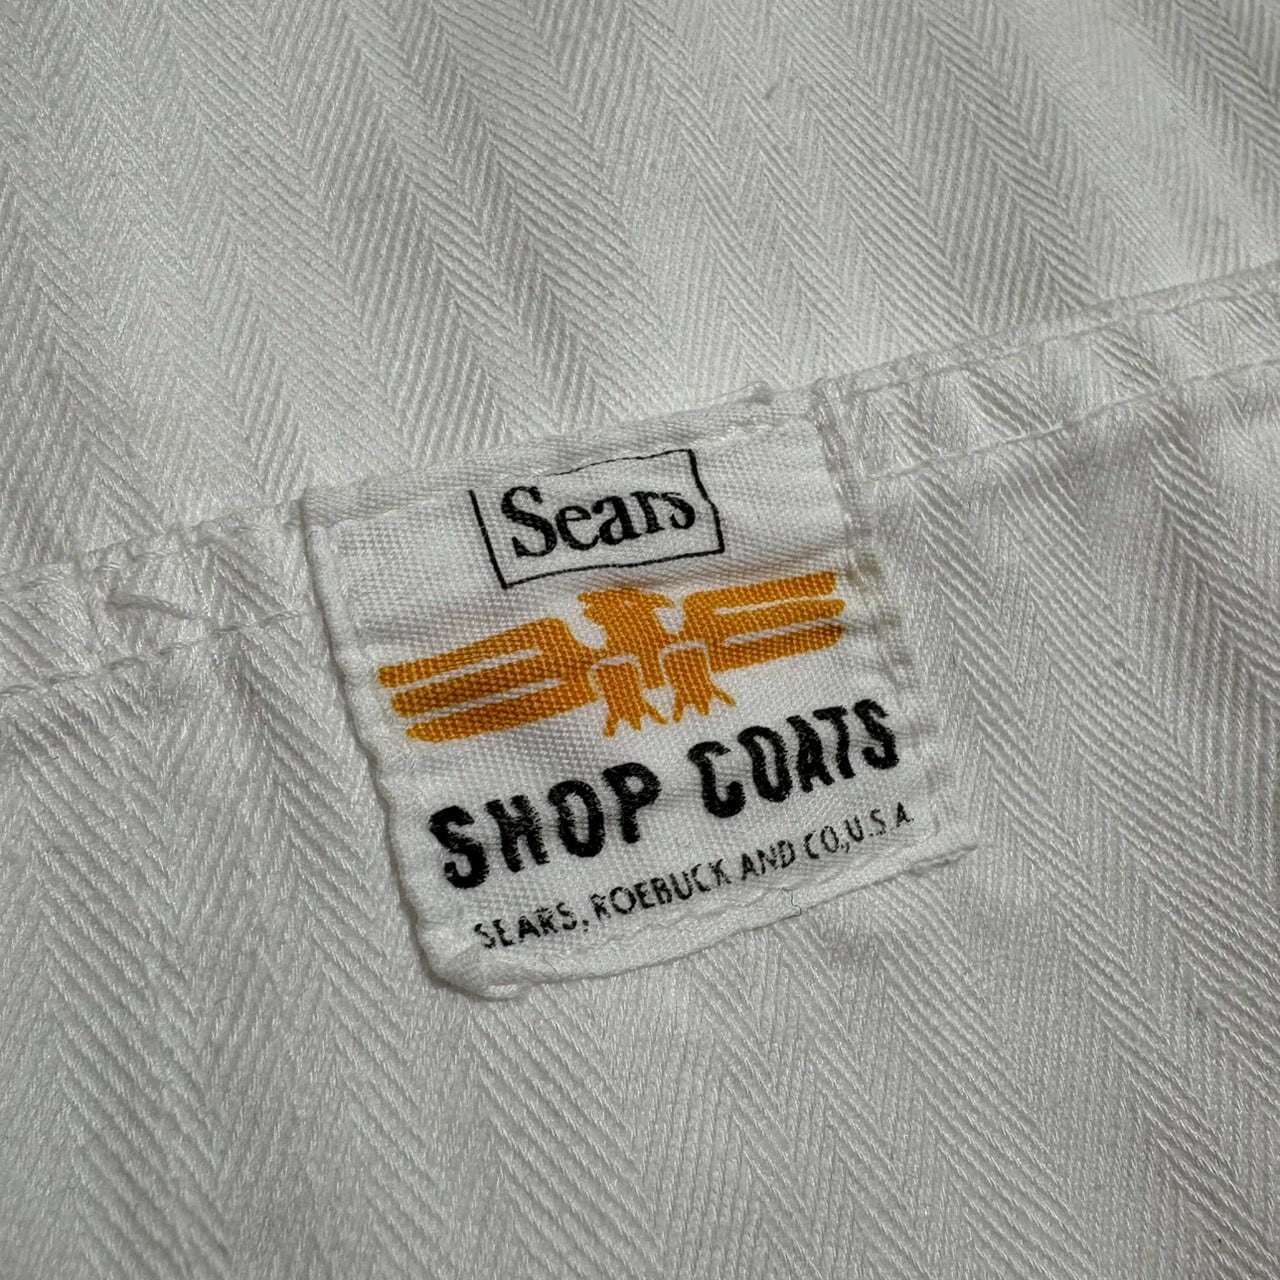 Sears
SHOP COATS
SEARS, ROEBUCK AND CO., U.S.A.